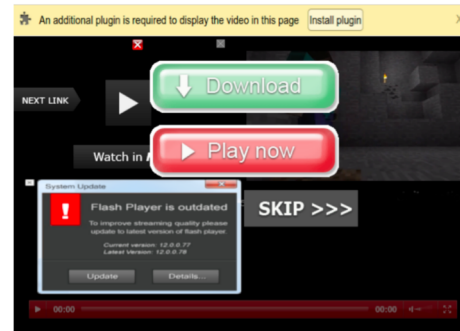 An additional plugin is required to display the video in this page
Install plugin
Download
NEXT LINK
Play now
Watch in
System Update
Flash Player is outdated
To improve streaming quality please
update to latest version of flash player.
Current version: 12.0.0.77
Latest Version: 12.0.0.78
Update
Details...
SKIP >>>
00:00
00:00